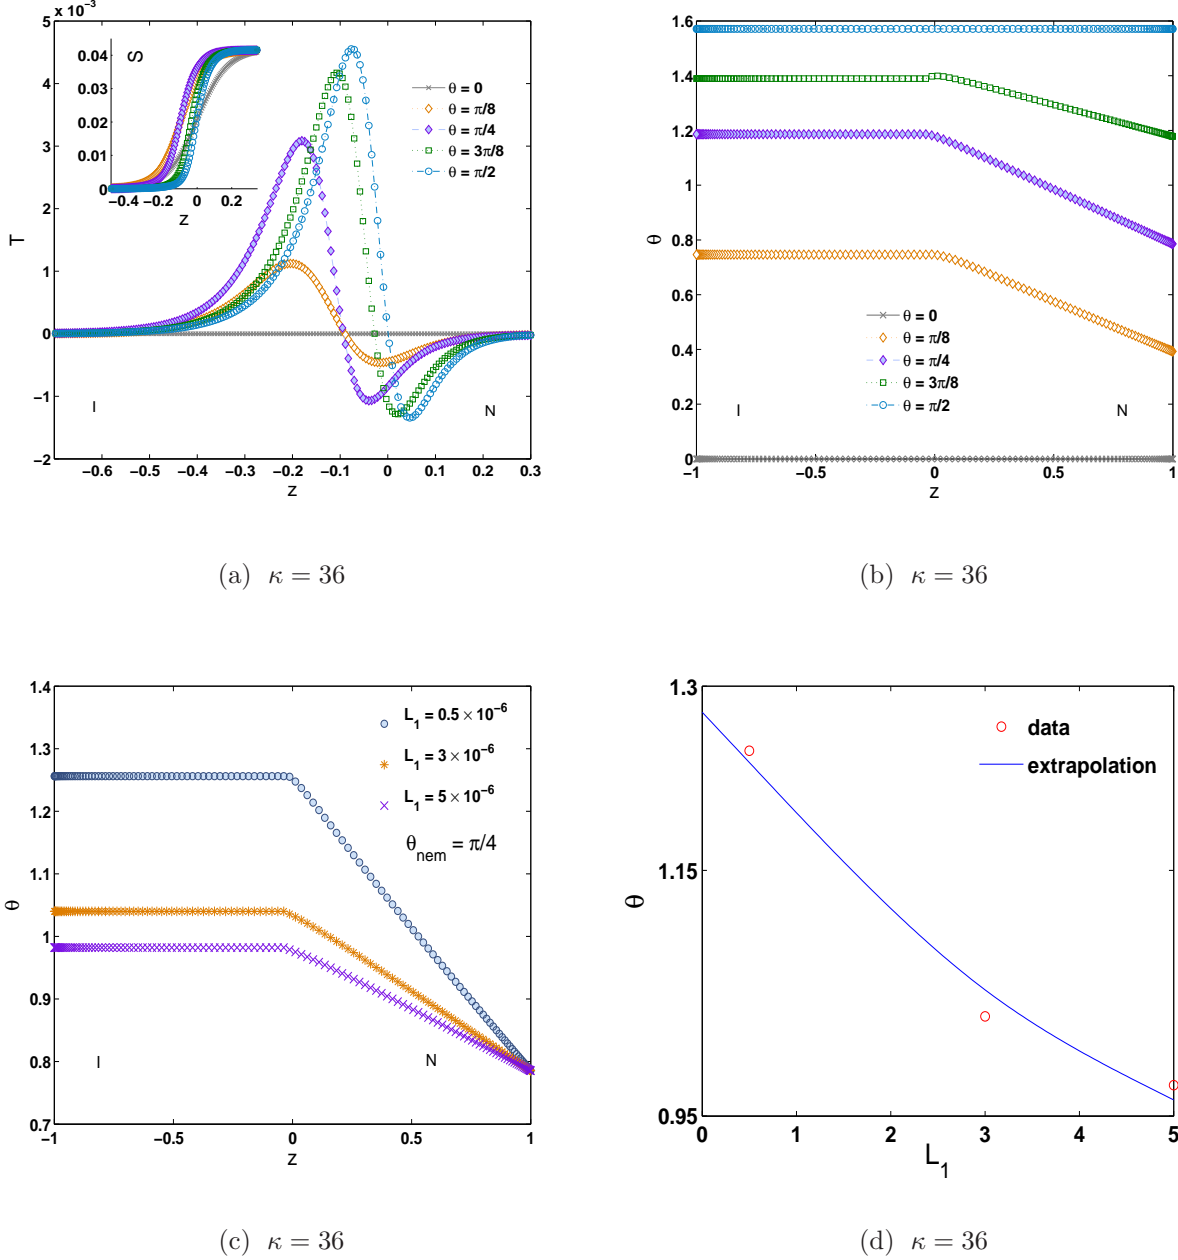 x 10⁻³
5
4
3
2
1
0
−1
−2
T
−0.6
−0.5
−0.4
−0.3
−0.2
−0.1
0
0.1
0.2
0.3
z
S
0.04
0.03
0.02
0.01
0
−0.4
−0.2
0
0.2
z
θ = 0
θ = π/8
θ = π/4
θ = 3π/8
θ = π/2
I
N
(a) κ = 36
1.6
1.4
1.2
1
0.8
0.6
0.4
0.2
0
θ
−1
−0.5
0
0.5
1
z
θ = 0
θ = π/8
θ = π/4
θ = 3π/8
θ = π/2
I
N
(b) κ = 36
1.4
1.3
1.2
1.1
1
0.9
0.8
0.7
θ
−1
−0.5
0
0.5
1
z
L₁ = 0.5 × 10⁻⁶
L₁ = 3 × 10⁻⁶
L₁ = 5 × 10⁻⁶
θnem = π/4
I
N
(c) κ = 36
1.3
1.15
0.95
θ
0
1
2
3
4
5
L₁
data
extrapolation
(d) κ = 36